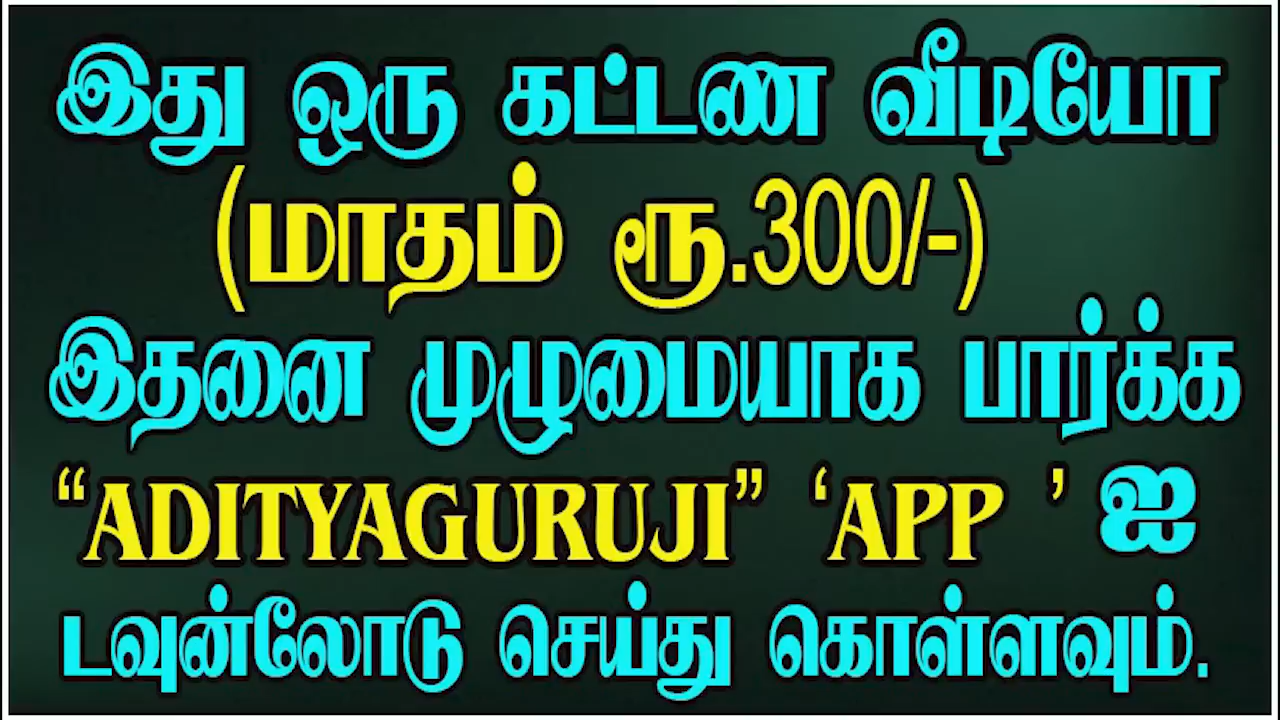 இது ஒரு கட்டண வீடியோ
(மாதம் ரூ.300/-)
இதனை முழுமையாக பார்க்க
“ADITYAGURUJI” ‘APP ’ ஐ
டவுன்லோடு செய்து கொள்ளவும்.